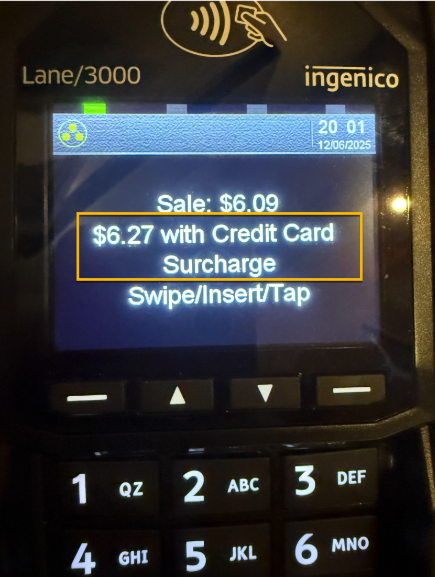 Lane/3000
ingenico
20 01
12/06/2025
Sale: $6.09
$6.27 with Credit Card
Surcharge
Swipe/Insert/Tap
1 QZ 2 ABC 3 DEF
4 GHI 5 JKL 6 MNO